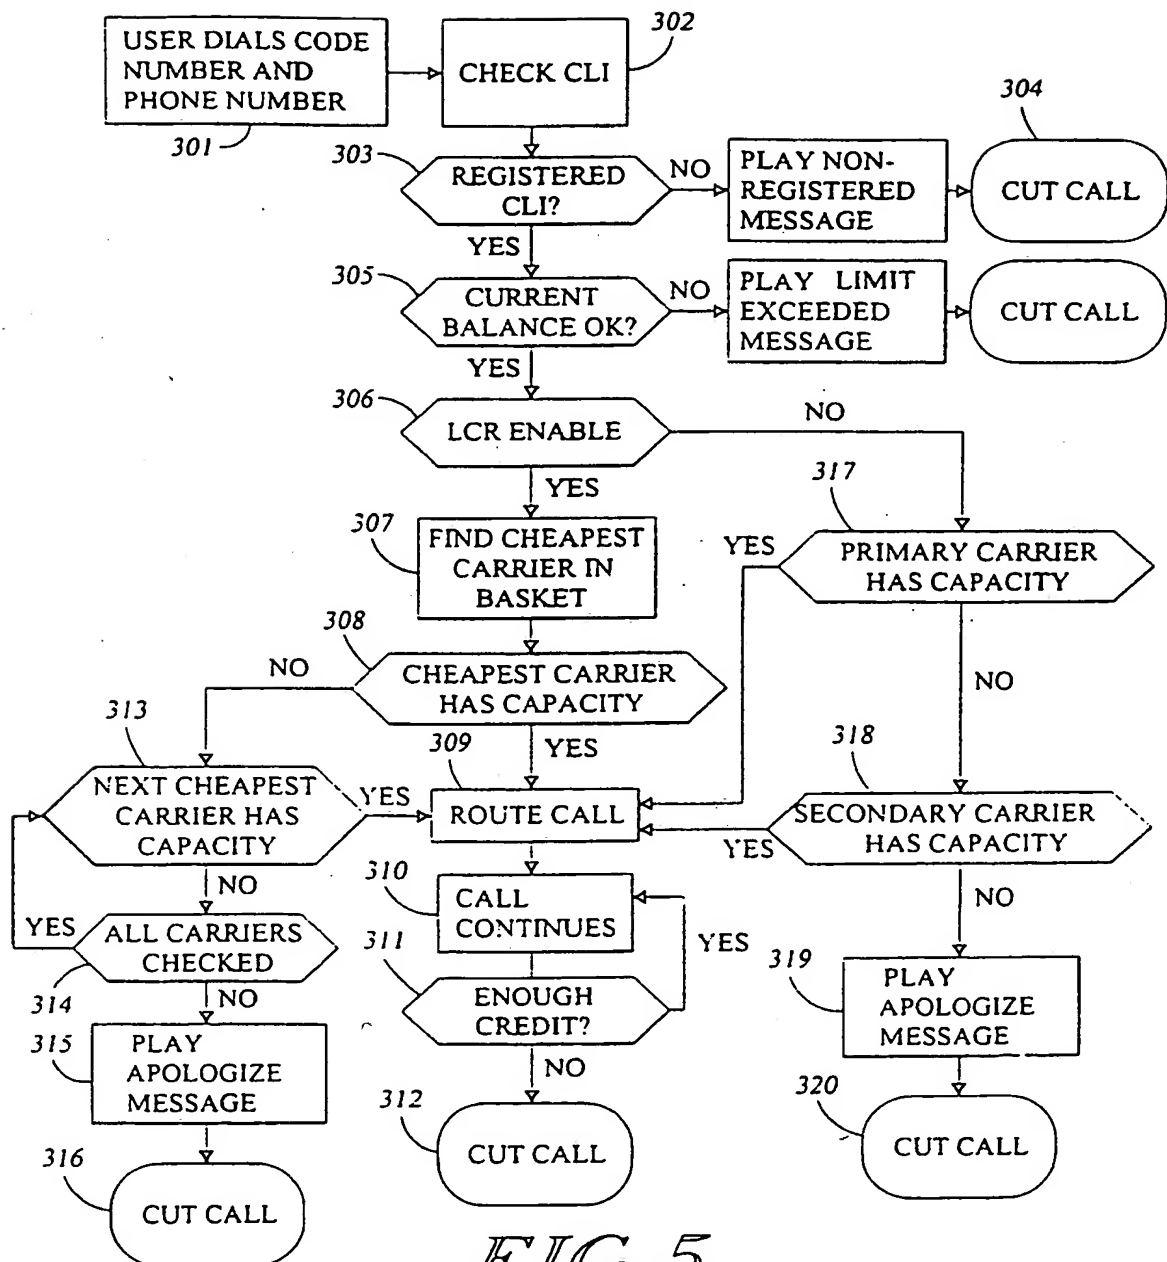 302
USER DIALS CODE
NUMBER AND
PHONE NUMBER
CHECK CLI
301
304
303
REGISTERED
CLI?
NO
PLAY NON-
REGISTERED
MESSAGE
CUT CALL
YES
305
CURRENT
BALANCE OK?
NO
PLAY LIMIT
EXCEEDED
MESSAGE
CUT CALL
YES
306
LCR ENABLE
NO
YES
317
307
FIND CHEAPEST
CARRIER IN
BASKET
YES
PRIMARY CARRIER
HAS CAPACITY
308
NO
CHEAPEST CARRIER
HAS CAPACITY
NO
313
309
YES
318
NEXT CHEAPEST
CARRIER HAS
CAPACITY
YES
ROUTE CALL
SECONDARY CARRIER
HAS CAPACITY
YES
NO
310
CALL
CONTINUES
NO
YES
ALL CARRIERS
CHECKED
311
YES
314
NO
ENOUGH
CREDIT?
319
PLAY
APOLOGIZE
MESSAGE
315
PLAY
APOLOGIZE
MESSAGE
NO
312
CUT CALL
320
CUT CALL
316
CUT CALL
FIG. 5